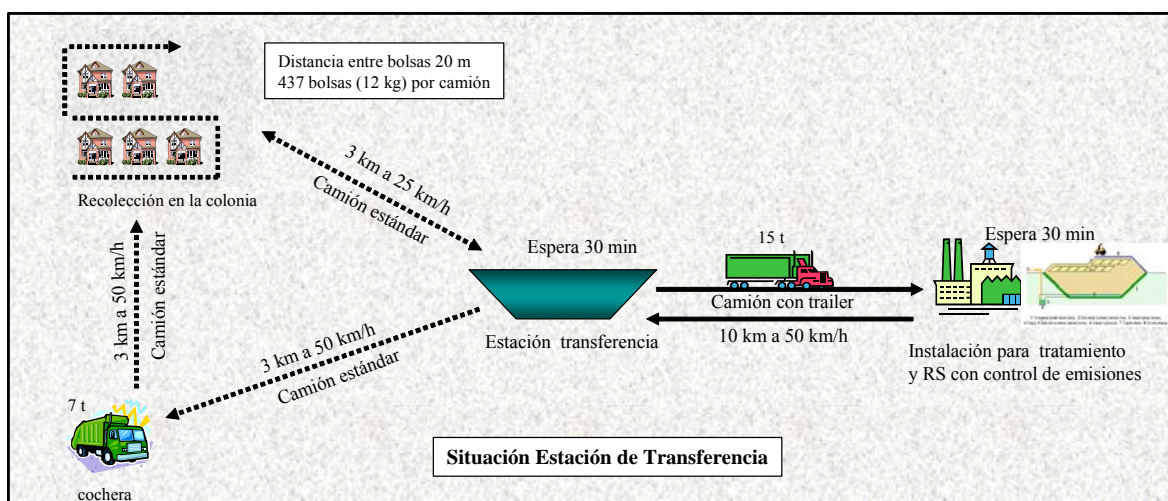 Distancia entre bolsas 20 m
437 bolsas (12 kg) por camión
Recolección en la colonia
3 km a 25 km/h
Camión estándar
3 km a 50 km/h
Camión estándar
Espera 30 min
Estación transferencia
15 t
Camión con trailer
10 km a 50 km/h
Espera 30 min
Instalación para tratamiento
y RS con control de emisiones
3 km a 50 km/h
Camión estándar
7 t
cochera
Situación Estación de Transferencia